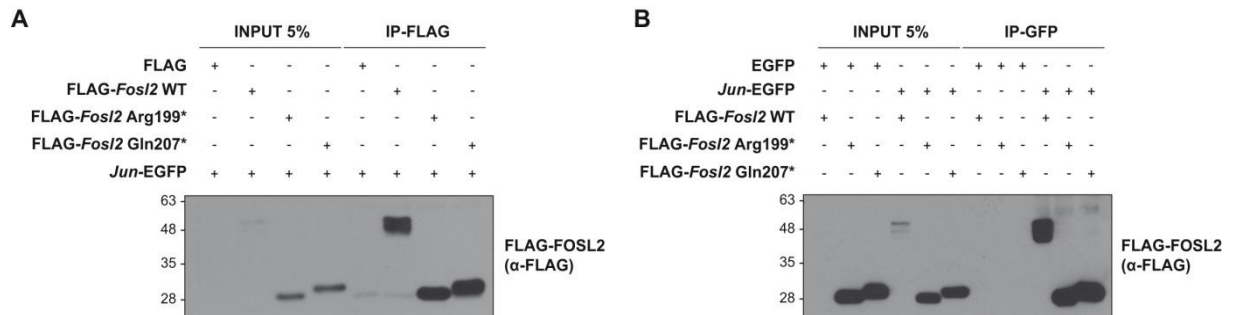 A
INPUT 5% IP-FLAG
FLAG + - - - + - - -
FLAG-Fosl2 WT - + - - - + - -
FLAG-Fosl2 Arg199* - - + - - - + -
FLAG-Fosl2 Gln207* - - - + - - - +
Jun-EGFP + + + + + + + +
63
48
35
28
FLAG-FOSL2
(α-FLAG)
B
INPUT 5% IP-GFP
EGFP + + + - - - + + + - - -
Jun-EGFP - - - + + + - - - + + +
FLAG-Fosl2 WT + - - + - - + - - + - -
FLAG-Fosl2 Arg199* - + - - + - - + - - + -
FLAG-Fosl2 Gln207* - - + - - + - - + - - +
63
48
35
28
FLAG-FOSL2
(α-FLAG)